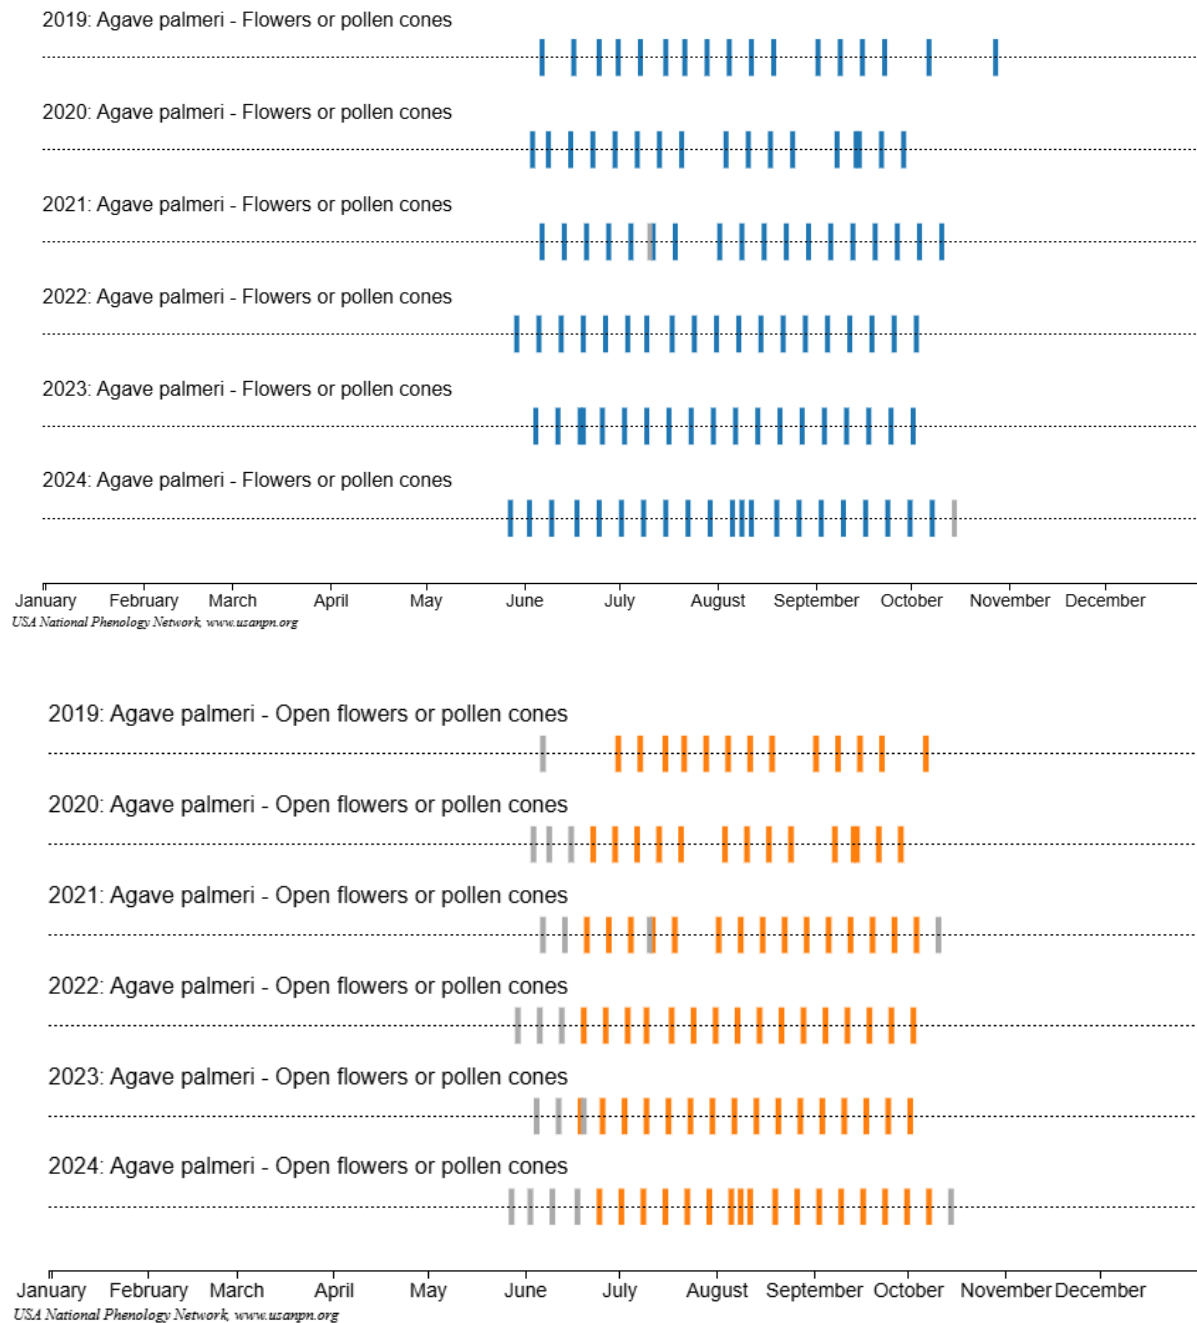 2019: Agave palmeri - Flowers or pollen cones
2020: Agave palmeri - Flowers or pollen cones
2021: Agave palmeri - Flowers or pollen cones
2022: Agave palmeri - Flowers or pollen cones
2023: Agave palmeri - Flowers or pollen cones
2024: Agave palmeri - Flowers or pollen cones
January February March April May June July August September October November December
USA National Phenology Network, www.usanpn.org
2019: Agave palmeri - Open flowers or pollen cones
2020: Agave palmeri - Open flowers or pollen cones
2021: Agave palmeri - Open flowers or pollen cones
2022: Agave palmeri - Open flowers or pollen cones
2023: Agave palmeri - Open flowers or pollen cones
2024: Agave palmeri - Open flowers or pollen cones
January February March April May June July August September October November December
USA National Phenology Network, www.usanpn.org